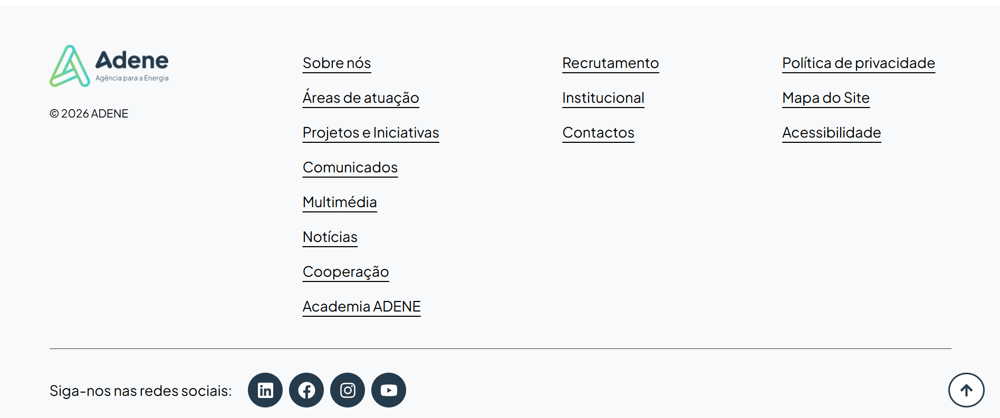 Adene
Agência para a Energia
© 2026 ADENE
Sobre nós
Áreas de atuação
Projetos e Iniciativas
Comunicados
Multimédia
Notícias
Cooperação
Academia ADENE
Recrutamento
Institucional
Contactos
Política de privacidade
Mapa do Site
Acessibilidade
Siga-nos nas redes sociais: